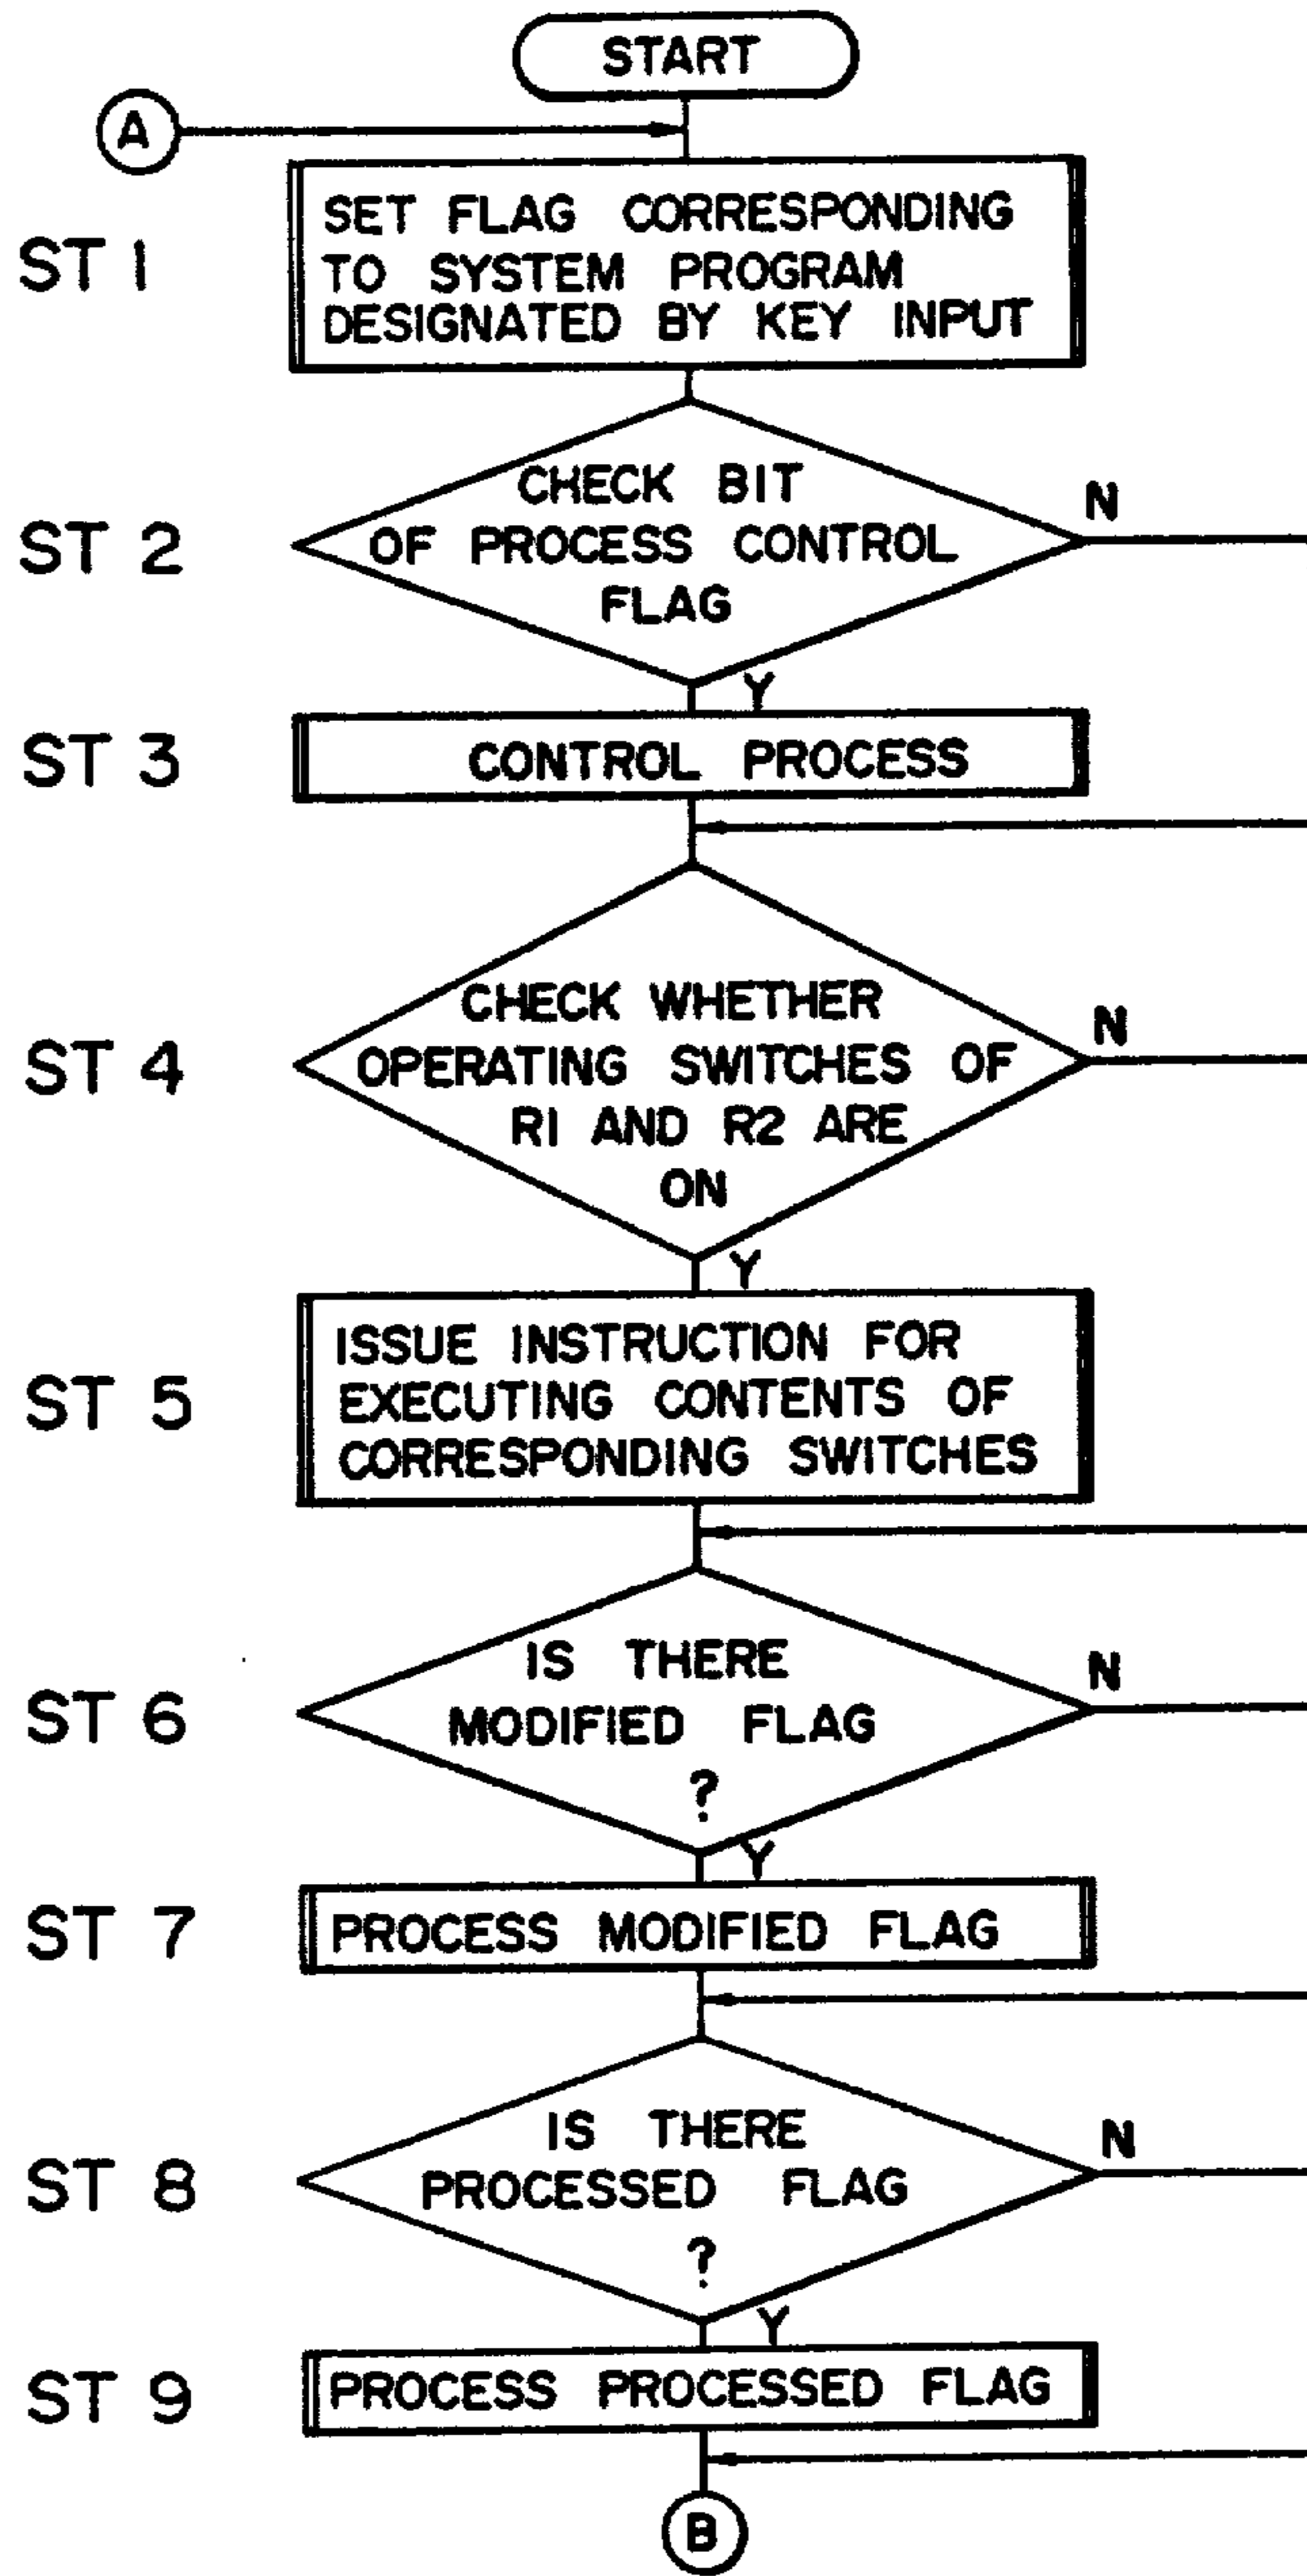 START
A
ST 1
SET FLAG CORRESPONDING
TO SYSTEM PROGRAM
DESIGNATED BY KEY INPUT
ST 2
CHECK BIT
OF PROCESS CONTROL
FLAG
N
Y
ST 3
CONTROL PROCESS
ST 4
CHECK WHETHER
OPERATING SWITCHES OF
R1 AND R2 ARE
ON
N
Y
ST 5
ISSUE INSTRUCTION FOR
EXECUTING CONTENTS OF
CORRESPONDING SWITCHES
ST 6
IS THERE
MODIFIED FLAG
?
N
Y
ST 7
PROCESS MODIFIED FLAG
ST 8
IS THERE
PROCESSED FLAG
?
N
Y
ST 9
PROCESS PROCESSED FLAG
B